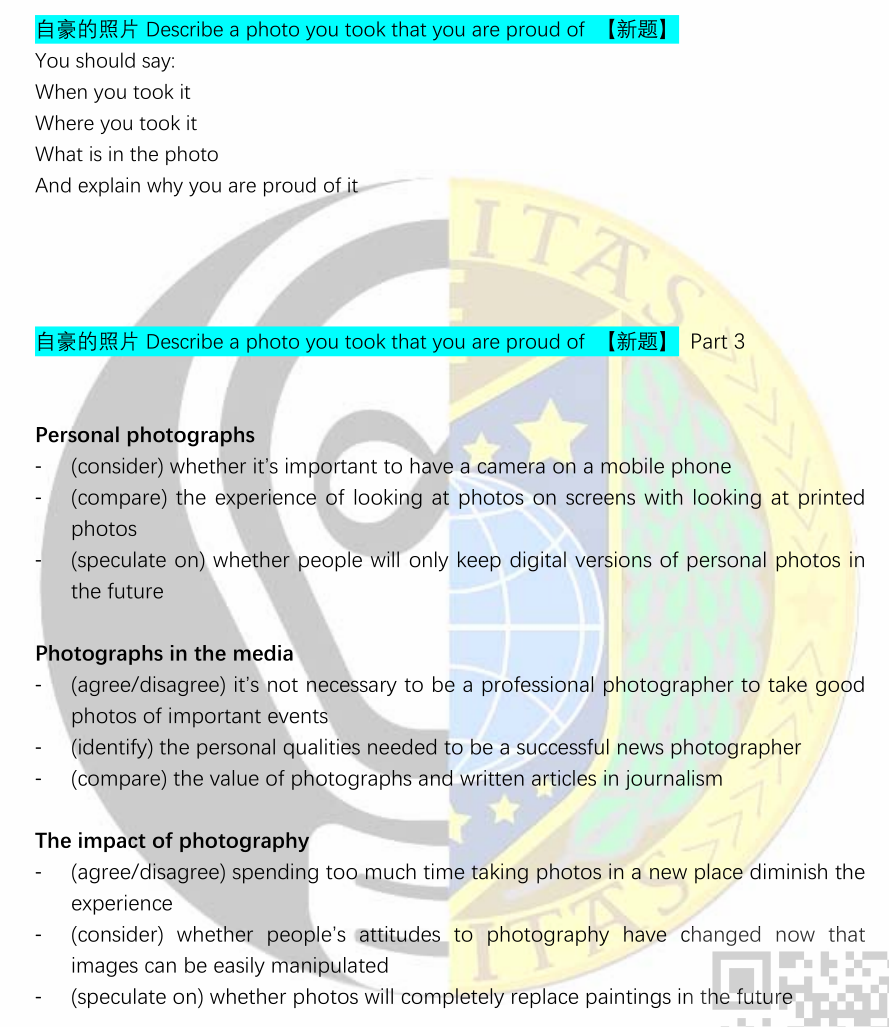 自豪的照片 Describe a photo you took that you are proud of 【新题】
You should say:
When you took it
Where you took it
What is in the photo
And explain why you are proud of it
自豪的照片 Describe a photo you took that you are proud of 【新题】 Part 3
Personal photographs
- (consider) whether it's important to have a camera on a mobile phone
- (compare) the experience of looking at photos on screens with looking at printed
photos
- (speculate on) whether people will only keep digital versions of personal photos in
the future
Photographs in the media
- (agree/disagree) it's not necessary to be a professional photographer to take good
photos of important events
- (identify) the personal qualities needed to be a successful news photographer
- (compare) the value of photographs and written articles in journalism
The impact of photography
- (agree/disagree) spending too much time taking photos in a new place diminish the
experience
- (consider) whether people's attitudes to photography have changed now that
images can be easily manipulated
- (speculate on) whether photos will completely replace paintings in the future
ITAS
ITAS